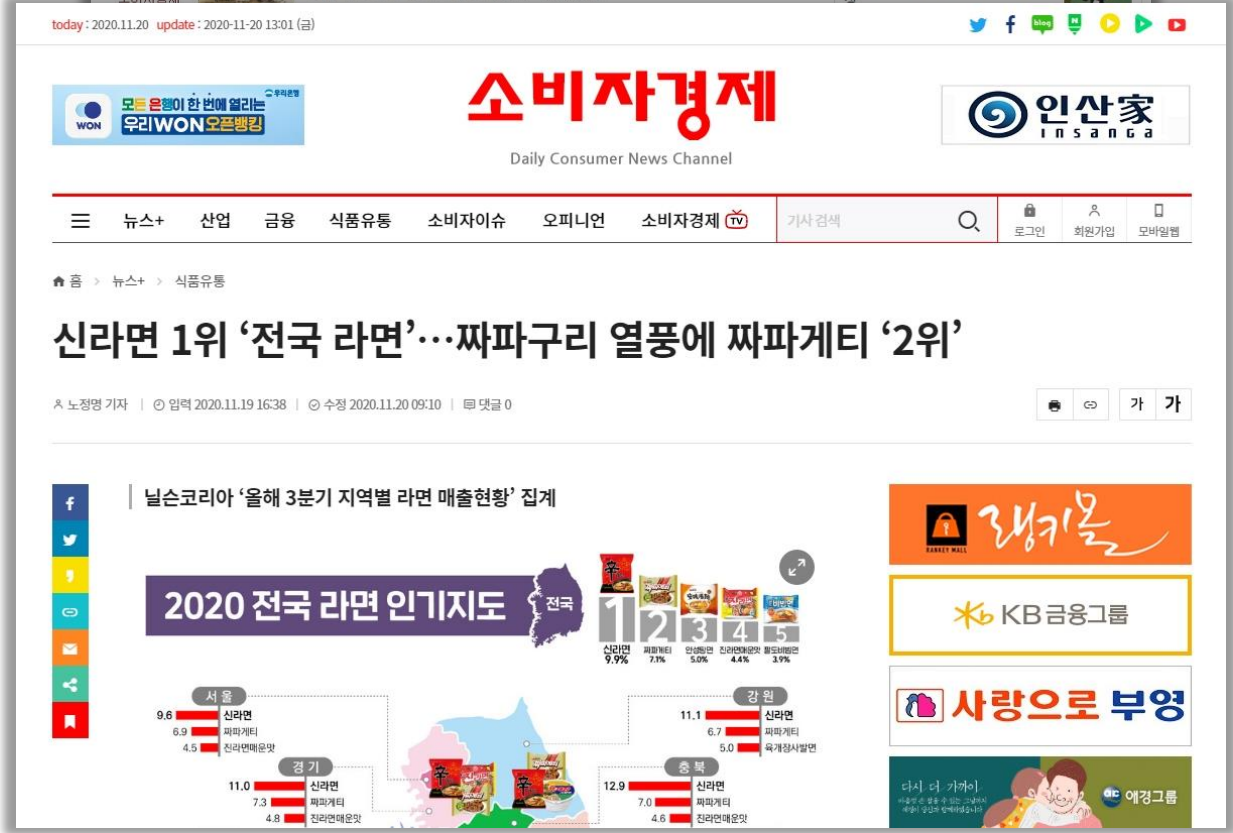 today : 2020.11.20 update : 2020-11-20 13:01 (금)
blog
WON
모든 은행이 한 번에 열리는
우리은행
우리WON오픈뱅킹
소비자경제
Daily Consumer News Channel
인산家
insanga
뉴스+ 산업 금융 식품유통 소비자이슈 오피니언 소비자경제 TV 기사검색 로그인 회원가입 모바일웹
홈 > 뉴스+ > 식품유통
신라면 1위 ‘전국 라면’…짜파구리 열풍에 짜파게티 ‘2위’
노정명 기자 | 입력 2020.11.19 16:38 | 수정 2020.11.20 09:10 | 댓글 0
가 가
닐슨코리아 ‘올해 3분기 지역별 라면 매출현황’ 집계
랭키몰
RANKEY MALL
2020 전국 라면 인기지도
전국
辛
1 2 3 4 5
신라면 짜파게티 안성탕면 진라면매운맛 팔도비빔면
9.9% 7.1% 5.0% 4.4% 3.9%
KB금융그룹
서울
9.6 신라면
6.9 짜파게티
4.5 진라면매운맛
강원
11.1 신라면
6.7 짜파게티
5.0 육개장사발면
사랑으로 부영
경기
11.0 신라면
7.3 짜파게티
4.8 진라면매운맛
辛
辛
충북
12.9 신라면
7.0 짜파게티
4.6 진라면매운맛
다시, 더 가까이
애경그룹